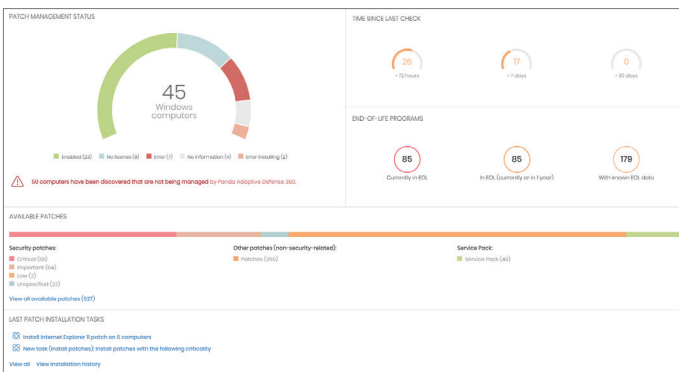 PATCH MANAGEMENT STATUS
45
Windows
computers
Enabled (23) No license (9) Error (7) No information (4) Error installing (2)
50 computers have been discovered that are not being managed by Panda Adaptive Defense 360.
TIME SINCE LAST CHECK
26
17
0
> 72 hours
> 7 days
> 30 days
END-OF-LIFE PROGRAMS
85
85
179
Currently in EOL
In EOL (currently or in 1 year)
With known EOL date
AVAILABLE PATCHES
Security patches:
Critical
Important
Low (2)
Unspecified (22)
Other patches (non-security-related):
Patches (265)
Service Pack:
Service Pack
View all available patches (527)
LAST PATCH INSTALLATION TASKS
Install Internet Explorer 11 patch on 6 computers
New task (Install patches): Install patches with the following criticality
View all View installation history